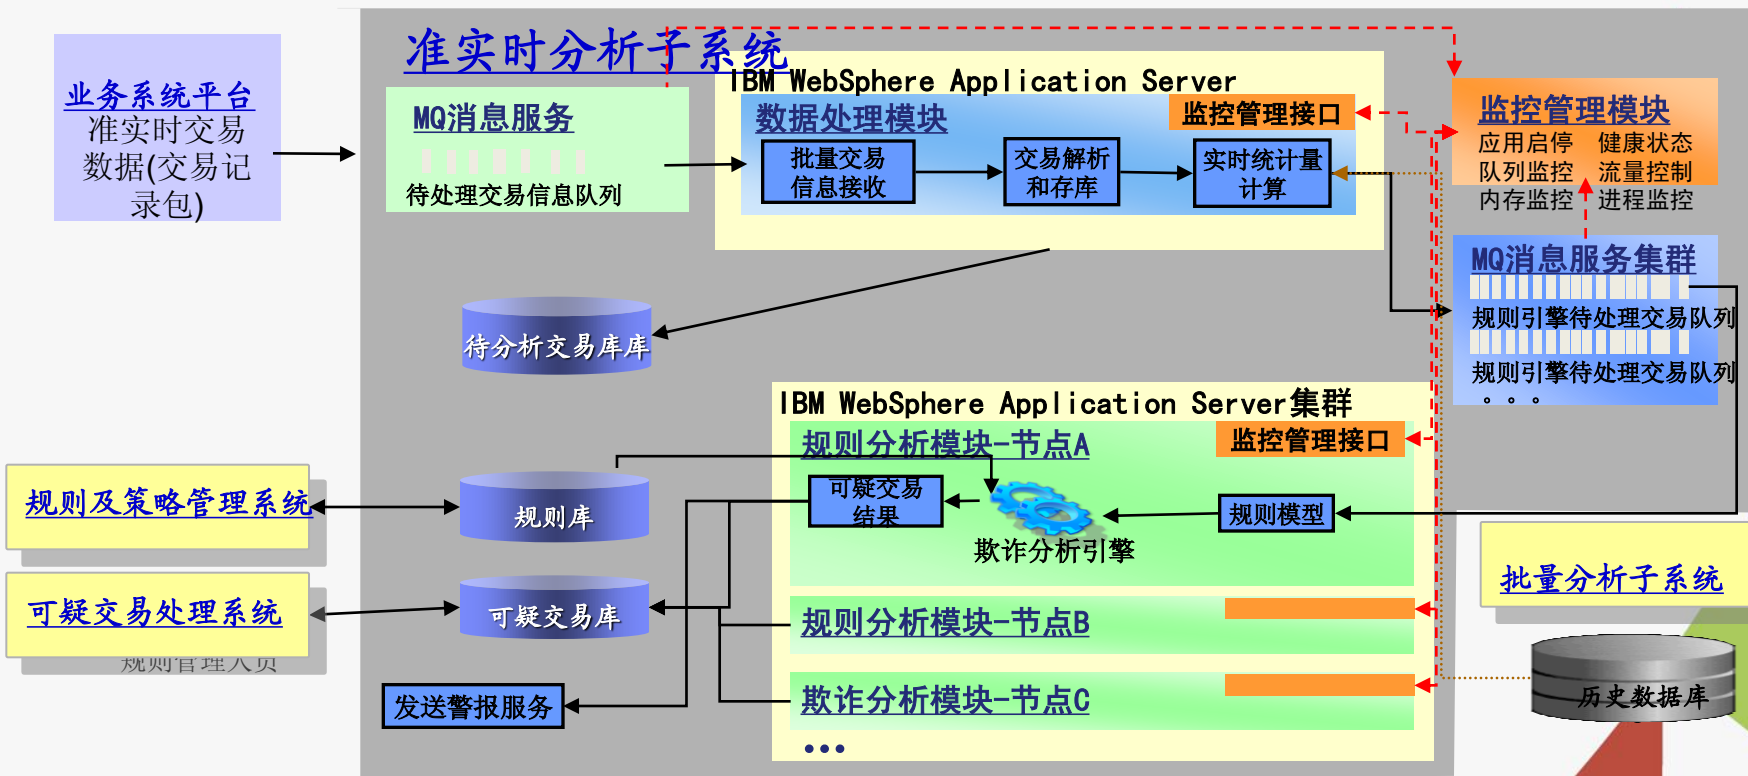 准实时分析子系统
业务系统平台
准实时交易
数据(交易记
录包)
MQ消息服务
待处理交易信息队列
IBM WebSphere Application Server
数据处理模块
监控管理接口
批量交易
信息接收
交易解析
和存库
实时统计量
计算
监控管理模块
应用启停 健康状态
队列监控 流量控制
内存监控 进程监控
MQ消息服务集群
规则引擎待处理交易队列
规则引擎待处理交易队列
。。。
待分析交易库库
IBM WebSphere Application Server集群
规则分析模块-节点A
监控管理接口
可疑交易
结果
欺诈分析引擎
规则模型
规则及策略管理系统
规则库
可疑交易处理系统
规则管理人员
可疑交易库
规则分析模块-节点B
发送警报服务
欺诈分析模块-节点C
•••
批量分析子系统
历史数据库